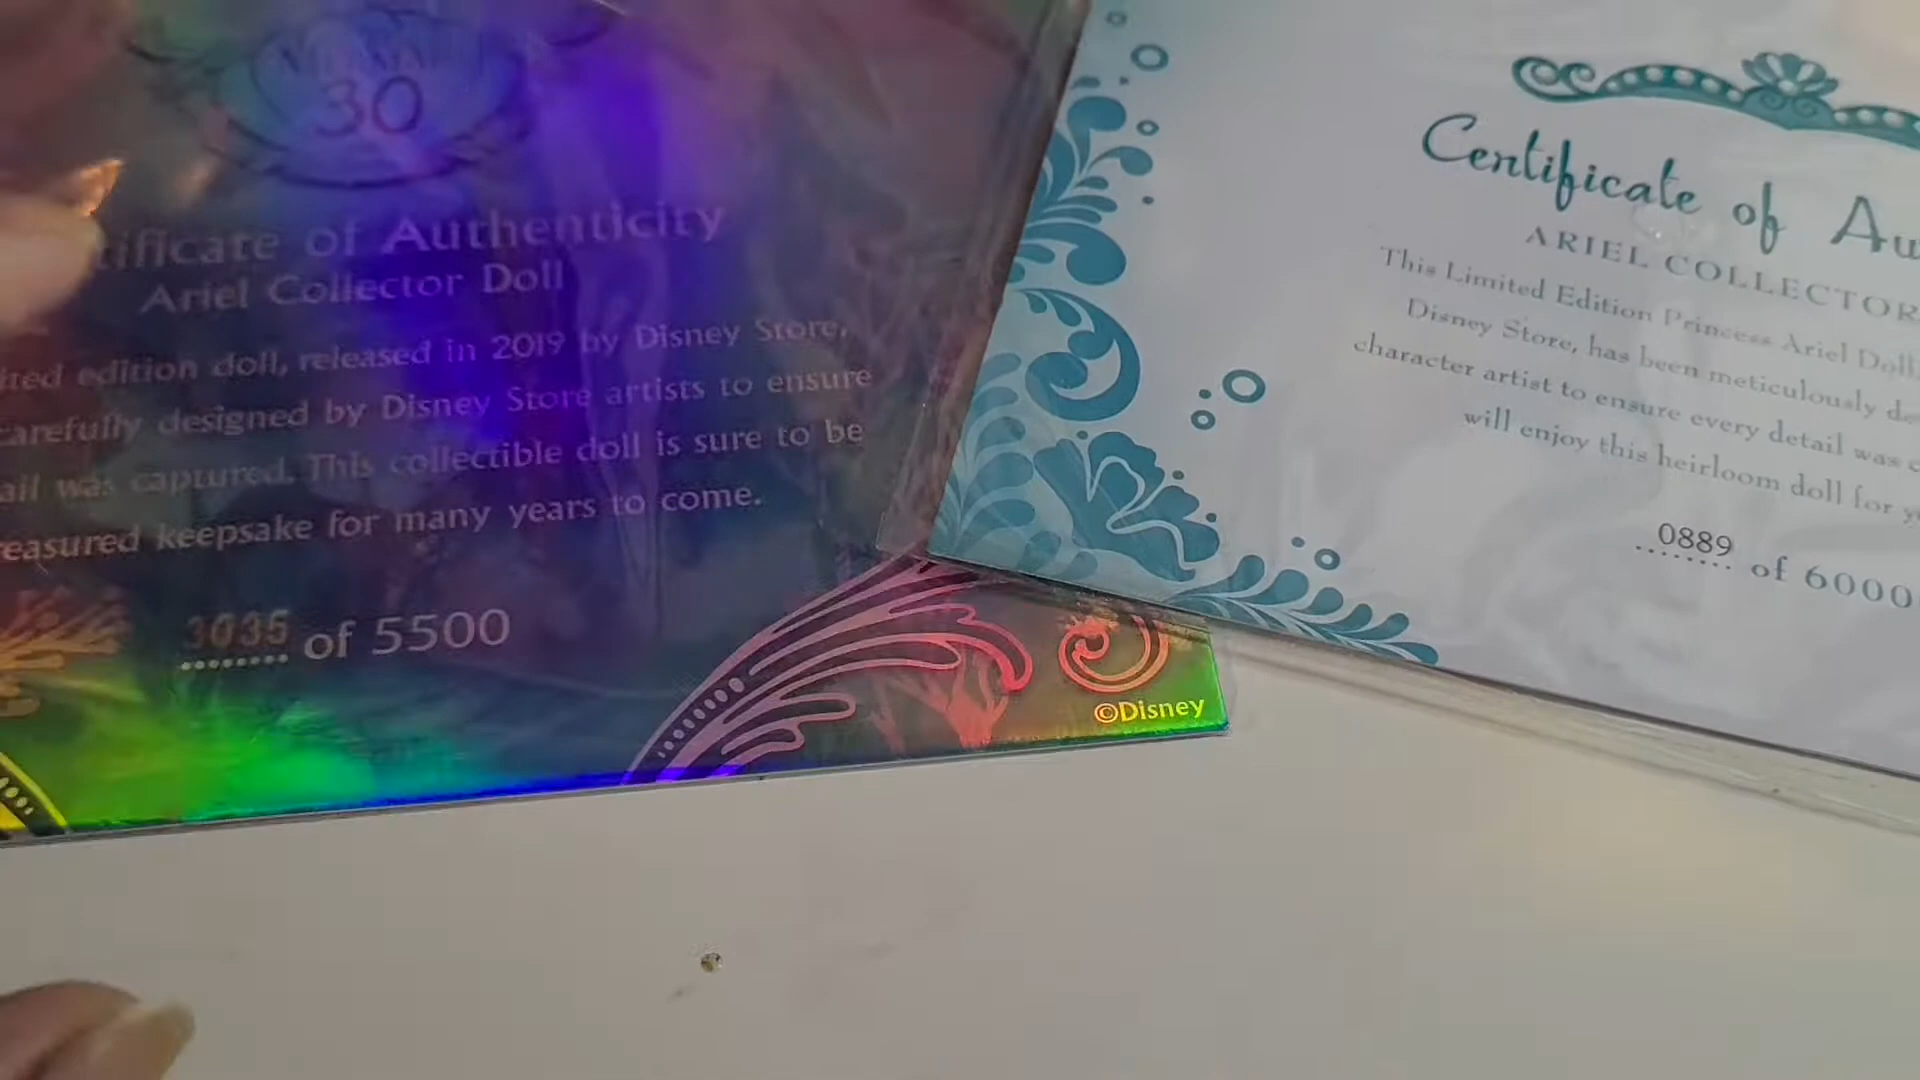 30
tificate of Authenticity
Ariel Collector Doll
ited edition doll, released in 2019 by Disney Store,
carefully designed by Disney Store artists to ensure
ail was captured. This collectible doll is sure to be
reasured keepsake for many years to come.
3035 of 5500
©Disney
Certificate of Au
ARIEL COLLECTOR
This Limited Edition Princess Ariel Doll
Disney Store, has been meticulously de
character artist to ensure every detail was c
will enjoy this heirloom doll for y
0889 of 6000